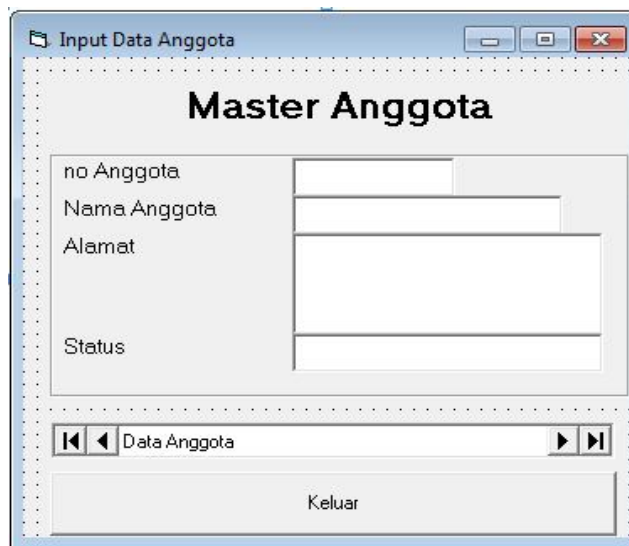 Input Data Anggota
Master Anggota
no Anggota
Nama Anggota
Alamat
Status
Data Anggota
Keluar